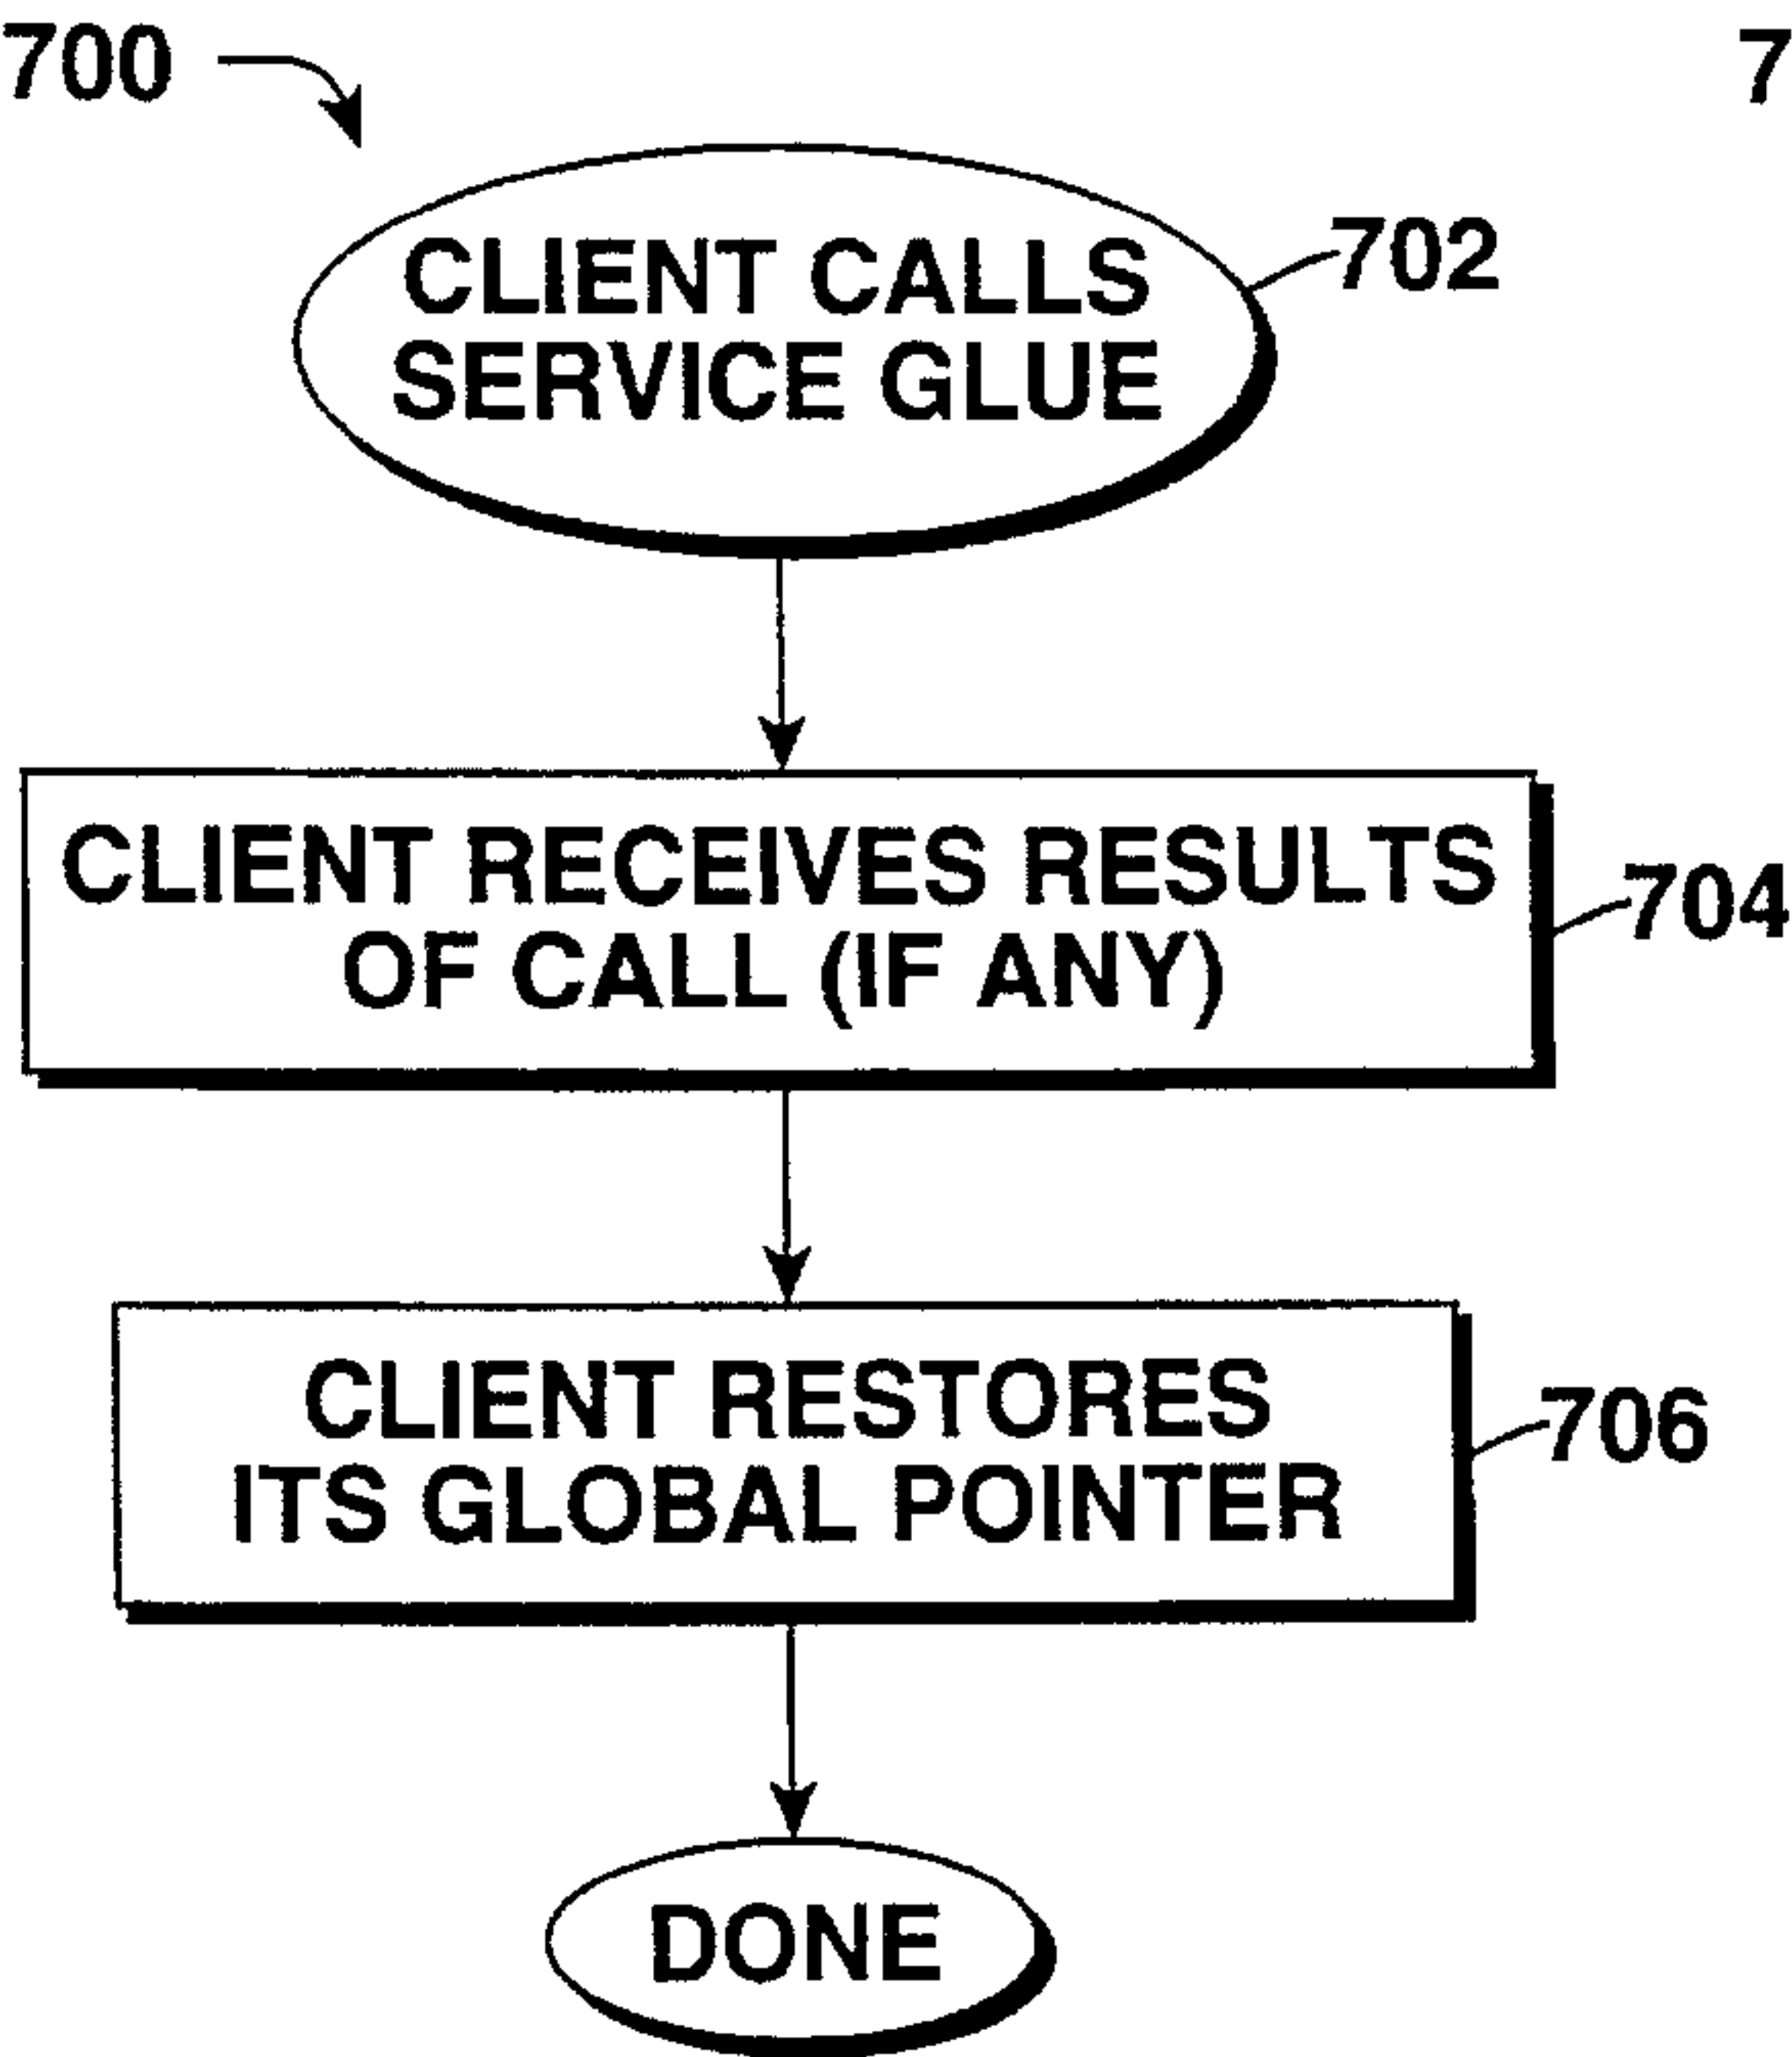 700
7
CLIENT CALLS
SERVICE GLUE
702
CLIENT RECEIVES RESULTS
OF CALL (IF ANY)
704
CLIENT RESTORES
ITS GLOBAL POINTER
706
DONE